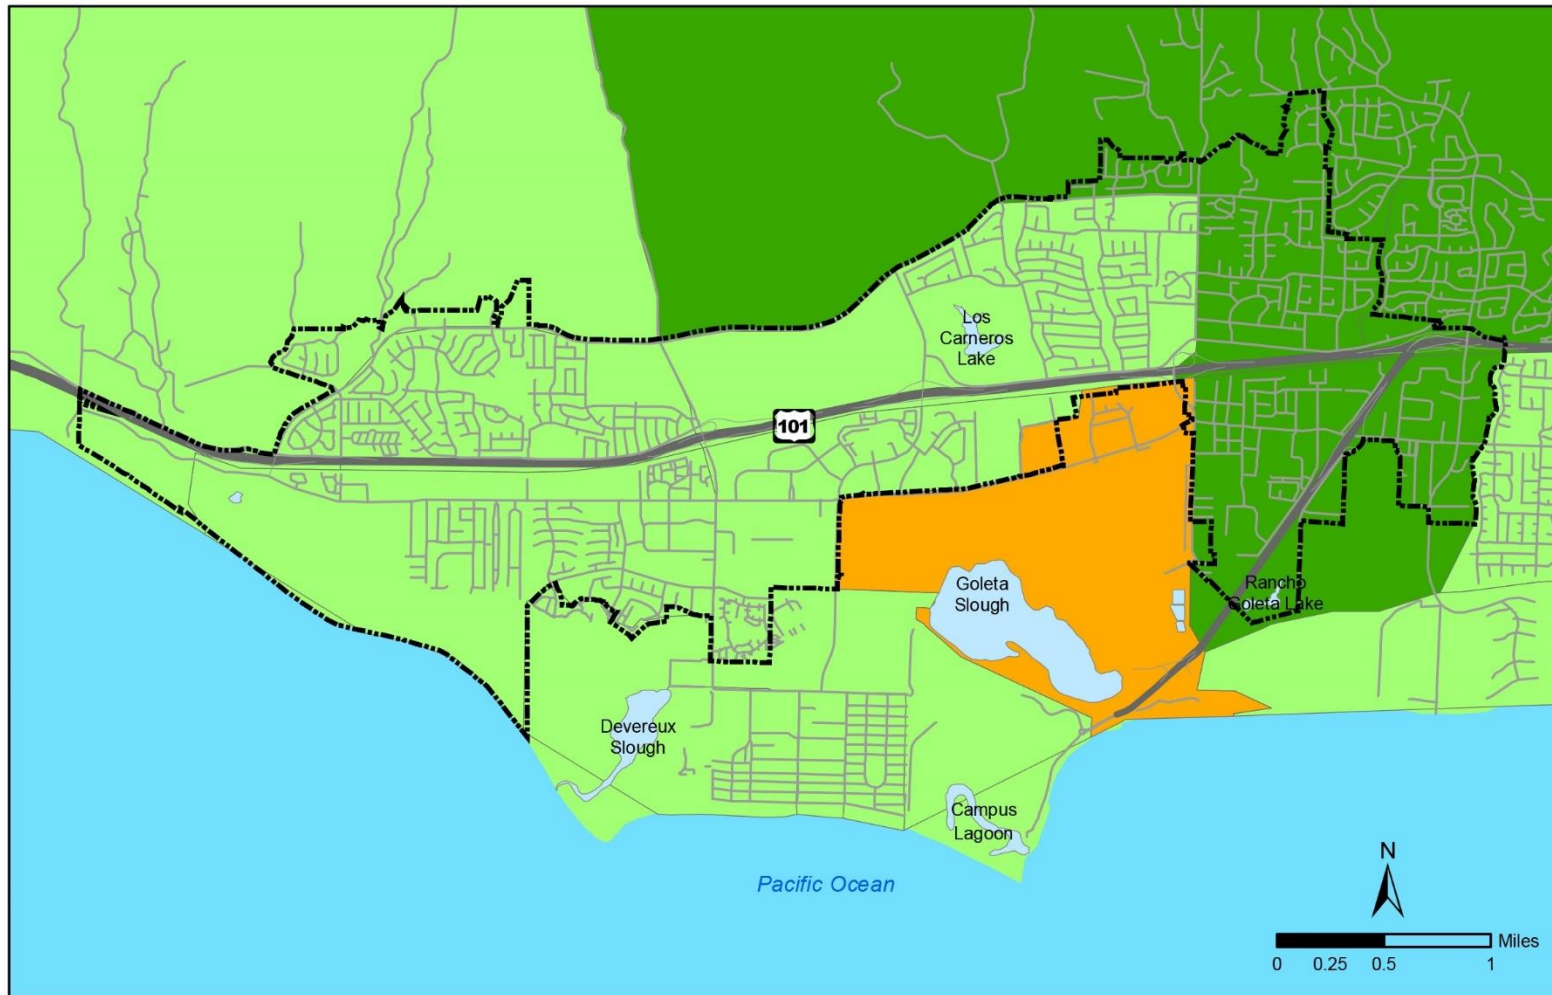 Los
Carneros
Lake
101
Goleta
Slough
Rancho
Goleta Lake
Devereux
Slough
Campus
Lagoon
Pacific Ocean
N
Miles
0 0.25 0.5 1